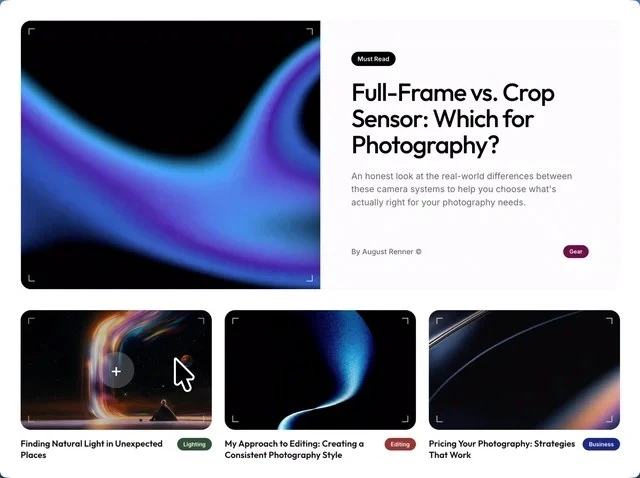 Must Read
Full-Frame vs. Crop
Sensor: Which for
Photography?
An honest look at the real-world differences between
these camera systems to help you choose what's
actually right for your photography needs.
By August Renner ©
Gear
Finding Natural Light in Unexpected
Places
Lighting
My Approach to Editing: Creating a
Consistent Photography Style
Editing
Pricing Your Photography: Strategies
That Work
Business